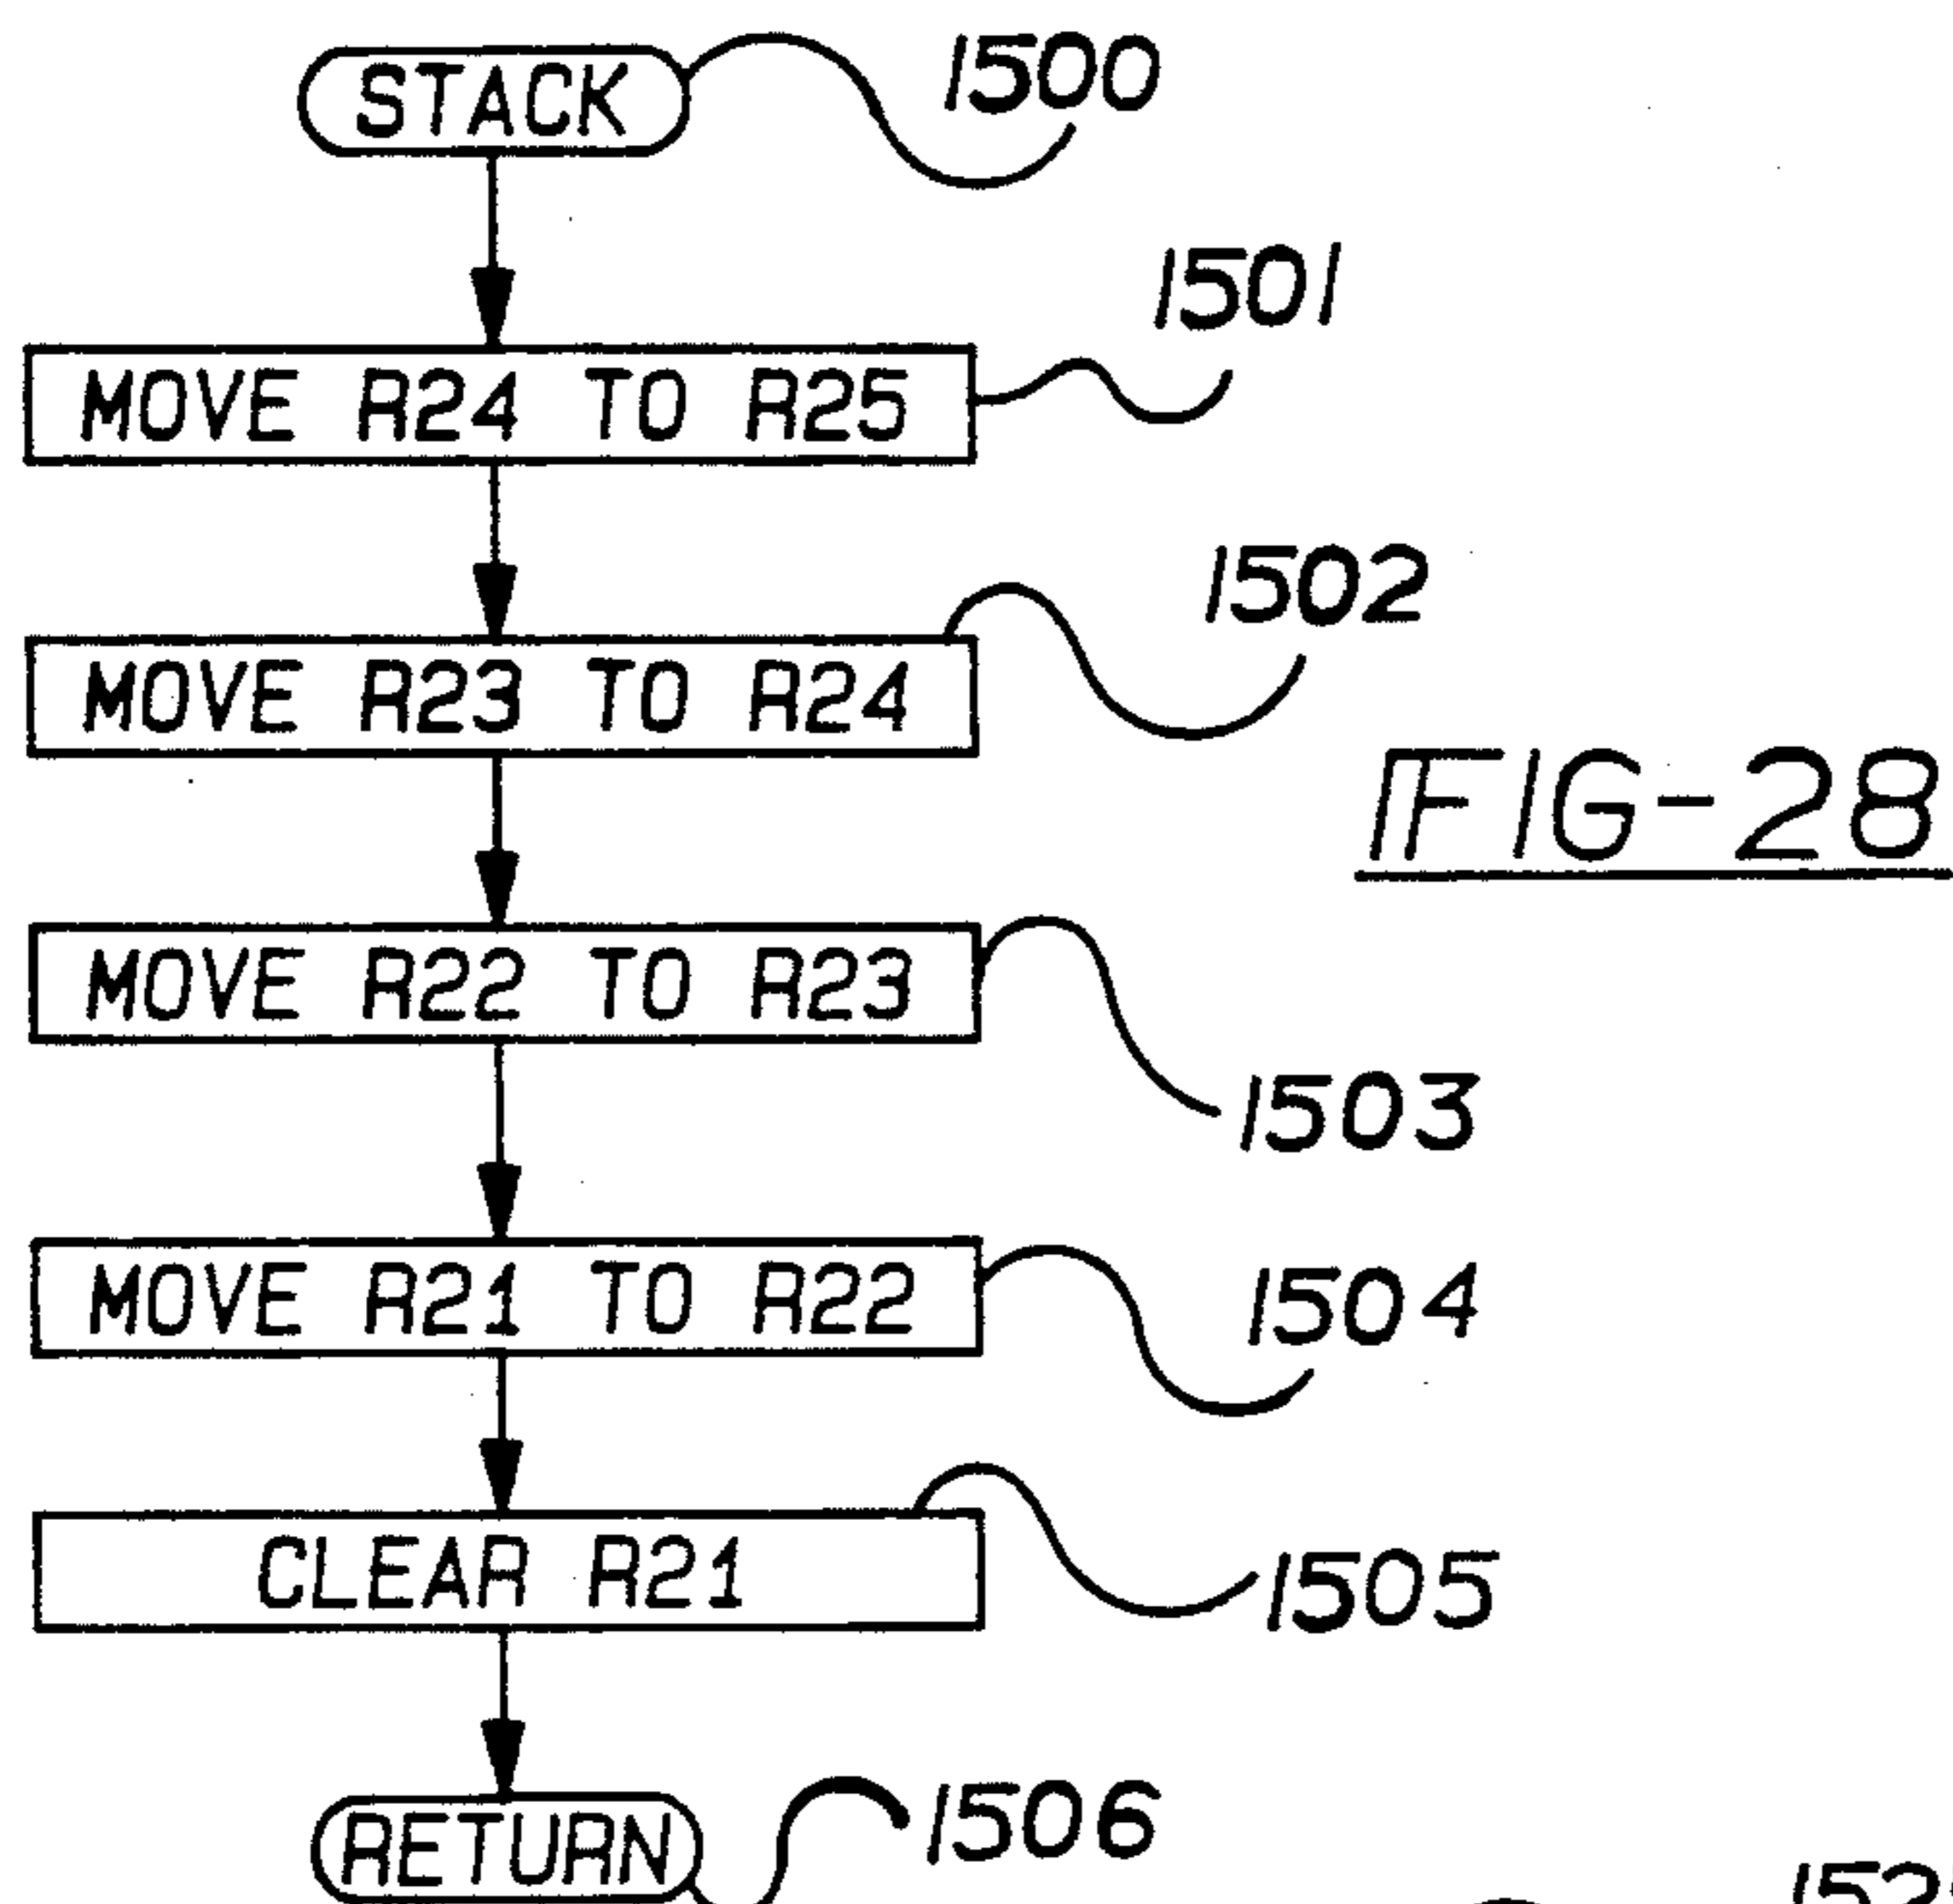 STACK
1500
1501
MOVE R24 TO R25
1502
MOVE R23 TO R24
FIG-28
MOVE R22 TO R23
1503
MOVE R21 TO R22
1504
CLEAR R21
1505
RETURN
1506